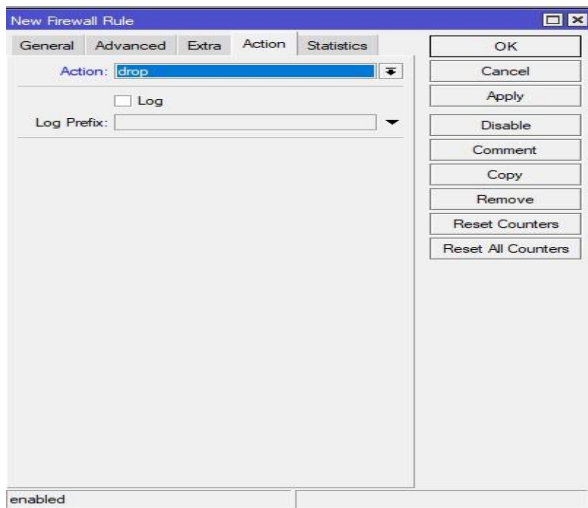 New Firewall Rule
General Advanced Extra Action Statistics
Action: drop
Log
Log Prefix:
OK
Cancel
Apply
Disable
Comment
Copy
Remove
Reset Counters
Reset All Counters
enabled